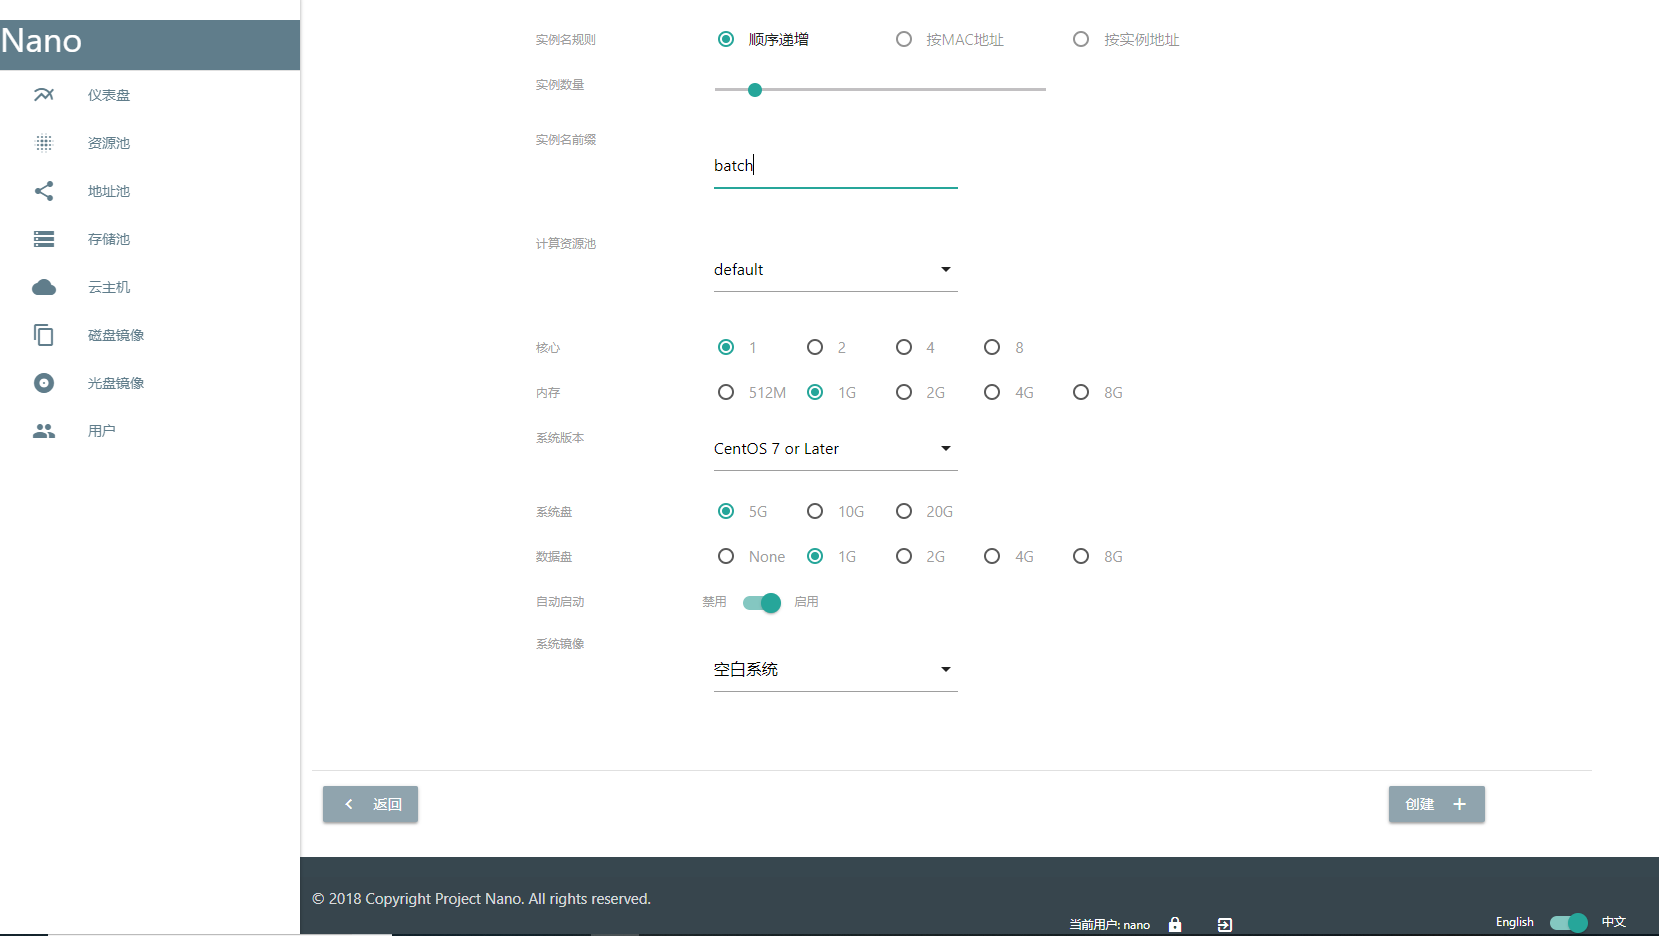 Nano
仪表盘
资源池
地址池
存储池
云主机
磁盘镜像
光盘镜像
用户
实例名规则 顺序递增 按MAC地址 按实例地址
实例数量
实例名前缀
batch
计算资源池
default
核心 1 2 4 8
内存 512M 1G 2G 4G 8G
系统版本
CentOS 7 or Later
系统盘 5G 10G 20G
数据盘 None 1G 2G 4G 8G
自动启动 禁用 启用
系统镜像
空白系统
返回 创建
© 2018 Copyright Project Nano. All rights reserved.
当前用户: nano English 中文